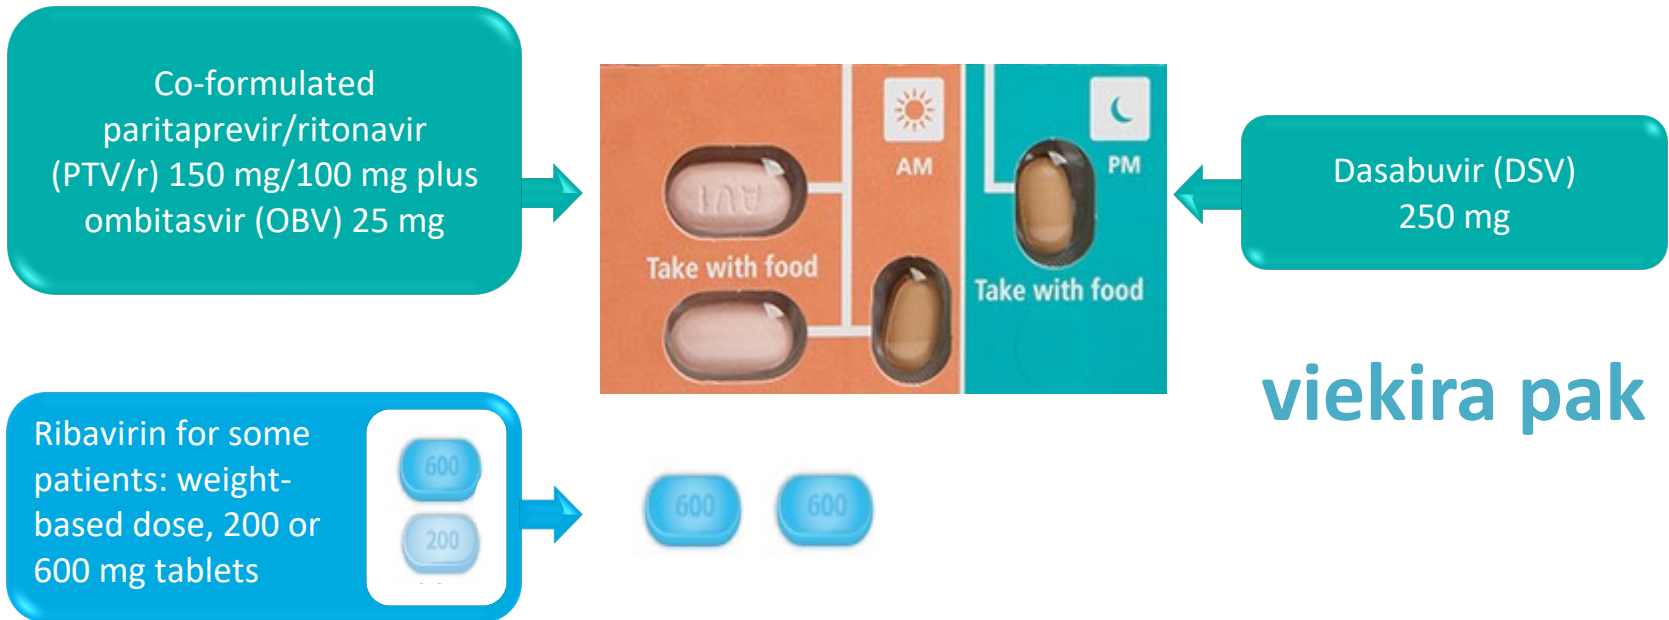 Co-formulated
paritaprevir/ritonavir
(PTV/r) 150 mg/100 mg plus
ombitasvir (OBV) 25 mg
AV1
Take with food
AM
PM
Take with food
Dasabuvir (DSV)
250 mg
viekira pak
Ribavirin for some
patients: weight-
based dose, 200 or
600 mg tablets
600
200
600
600